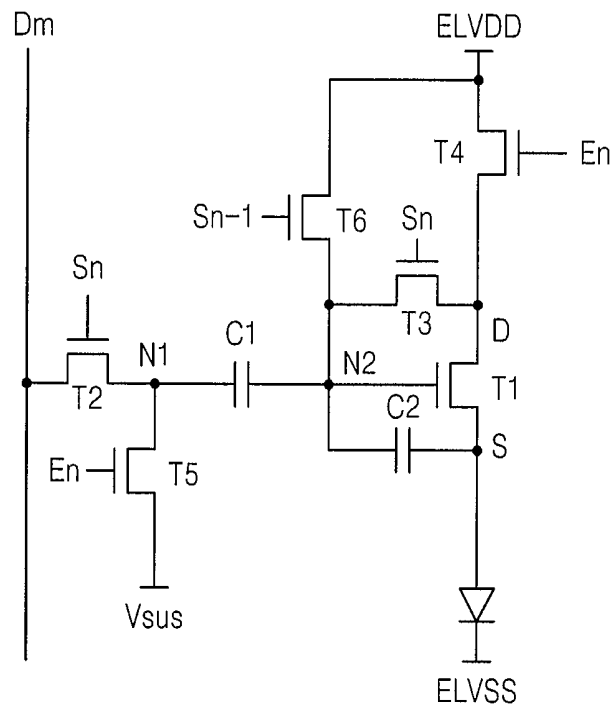 Dm
ELVDD
T4
En
Sn-1
T6
Sn
T3
D
Sn
T2
N1
C1
N2
T1
C2
S
En
T5
Vsus
ELVSS